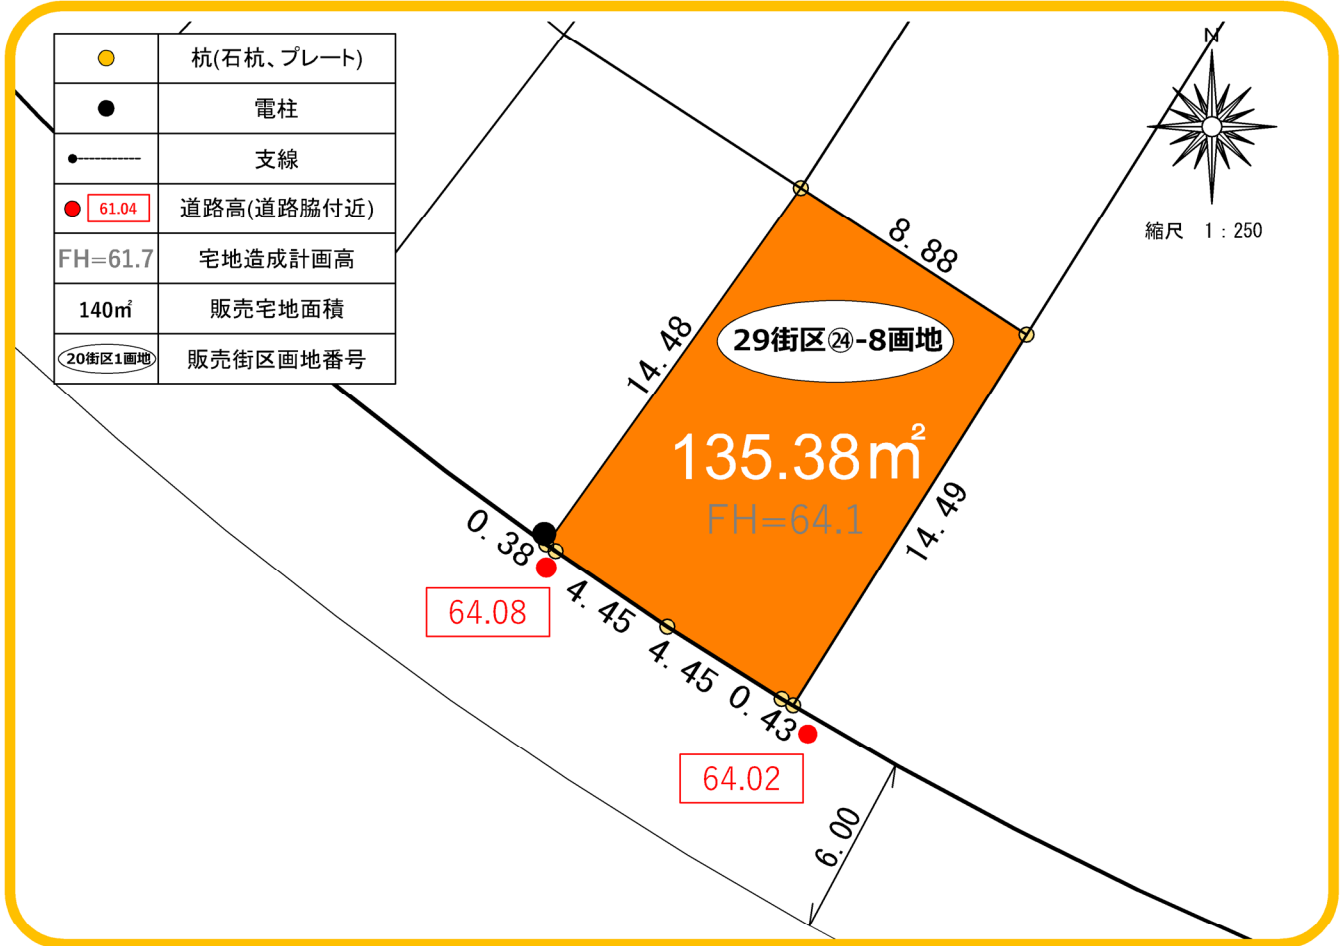 杭(石杭、プレート)
電柱
支線
61.04 道路高(道路脇付近)
FH=61.7 宅地造成計画高
140㎡ 販売宅地面積
20街区1画地 販売街区画地番号
N
縮尺 1:250
8.88
14.48
29街区㉔-8画地
135.38㎡
FH=64.1
14.49
0.38
4.45
64.08
4.45
0.43
64.02
6.00